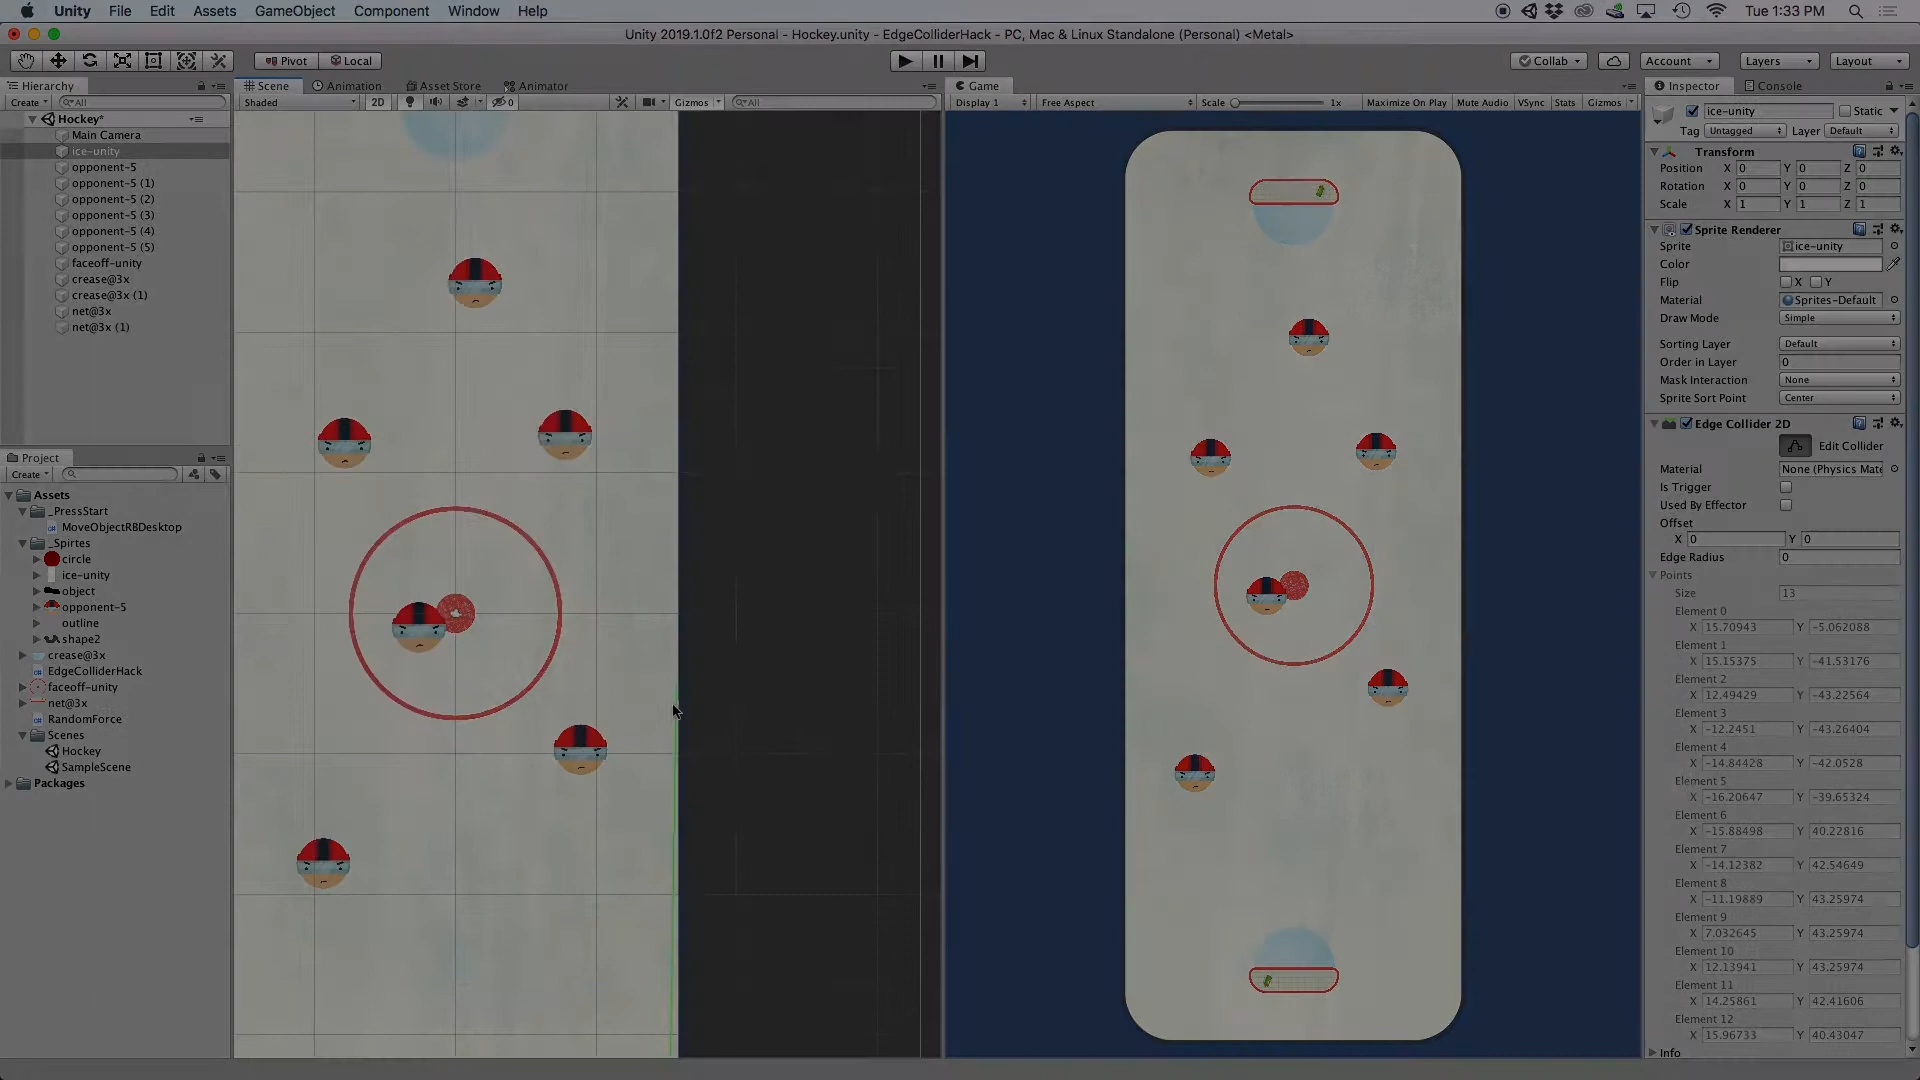 Unity File Edit Assets GameObject Component Window Help Tue 1:33 PM
Unity 2019.1.0f2 Personal - Hockey.unity - EdgeColliderHack - PC, Mac & Linux Standalone (Personal) <Metal>
Pivot Local Collab Account Layers Layout
Hierarchy
Create All
Hockey*
Main Camera
ice-unity
opponent-5
opponent-5 (1)
opponent-5 (2)
opponent-5 (3)
opponent-5 (4)
opponent-5 (5)
faceoff-unity
crease@3x
crease@3x (1)
net@3x
net@3x (1)
Project
Create
Assets
_PressStart
MoveObjectRBDesktop
_Spirtes
circle
ice-unity
object
opponent-5
outline
shape2
crease@3x
EdgeColliderHack
faceoff-unity
net@3x
RandomForce
Scenes
Hockey
SampleScene
Packages
Scene Animation Asset Store Animator
Shaded 2D 0 Gizmos All
Game
Display 1 Free Aspect Scale 1x Maximize On Play Mute Audio VSync Stats Gizmos
Inspector Console
ice-unity Static
Tag Untagged Layer Default
Transform
Position X 0 Y 0 Z 0
Rotation X 0 Y 0 Z 0
Scale X 1 Y 1 Z 1
Sprite Renderer
Sprite ice-unity
Color
Flip X Y
Material Sprites-Default
Draw Mode Simple
Sorting Layer Default
Order in Layer 0
Mask Interaction None
Sprite Sort Point Center
Edge Collider 2D
Edit Collider
Material None (Physics Mate
Is Trigger
Used By Effector
Offset
X 0 Y 0
Edge Radius 0
Points
Size 13
Element 0
X 15.70943 Y -5.062088
Element 1
X 15.15375 Y -41.53176
Element 2
X 12.49429 Y -43.22564
Element 3
X -12.2451 Y -43.26404
Element 4
X -14.84428 Y -42.0528
Element 5
X -16.20647 Y -39.65324
Element 6
X -15.88498 Y 40.22816
Element 7
X -14.12382 Y 42.54649
Element 8
X -11.19889 Y 43.25974
Element 9
X 7.032645 Y 43.25974
Element 10
X 12.13941 Y 43.25974
Element 11
X 14.25861 Y 42.41606
Element 12
X 15.96733 Y 40.43047
Info